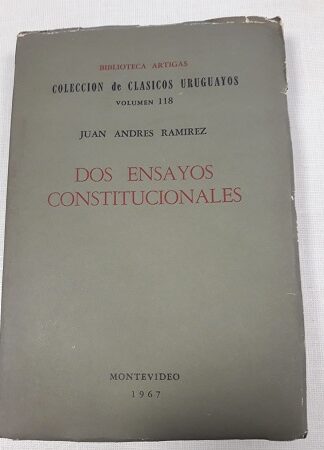 BIBLIOTECA ARTIGAS
COLECCION de CLASICOS URUGUAYOS
VOLUMEN 118
JUAN ANDRES RAMIREZ
DOS ENSAYOS
CONSTITUCIONALES
MONTEVIDEO
1967